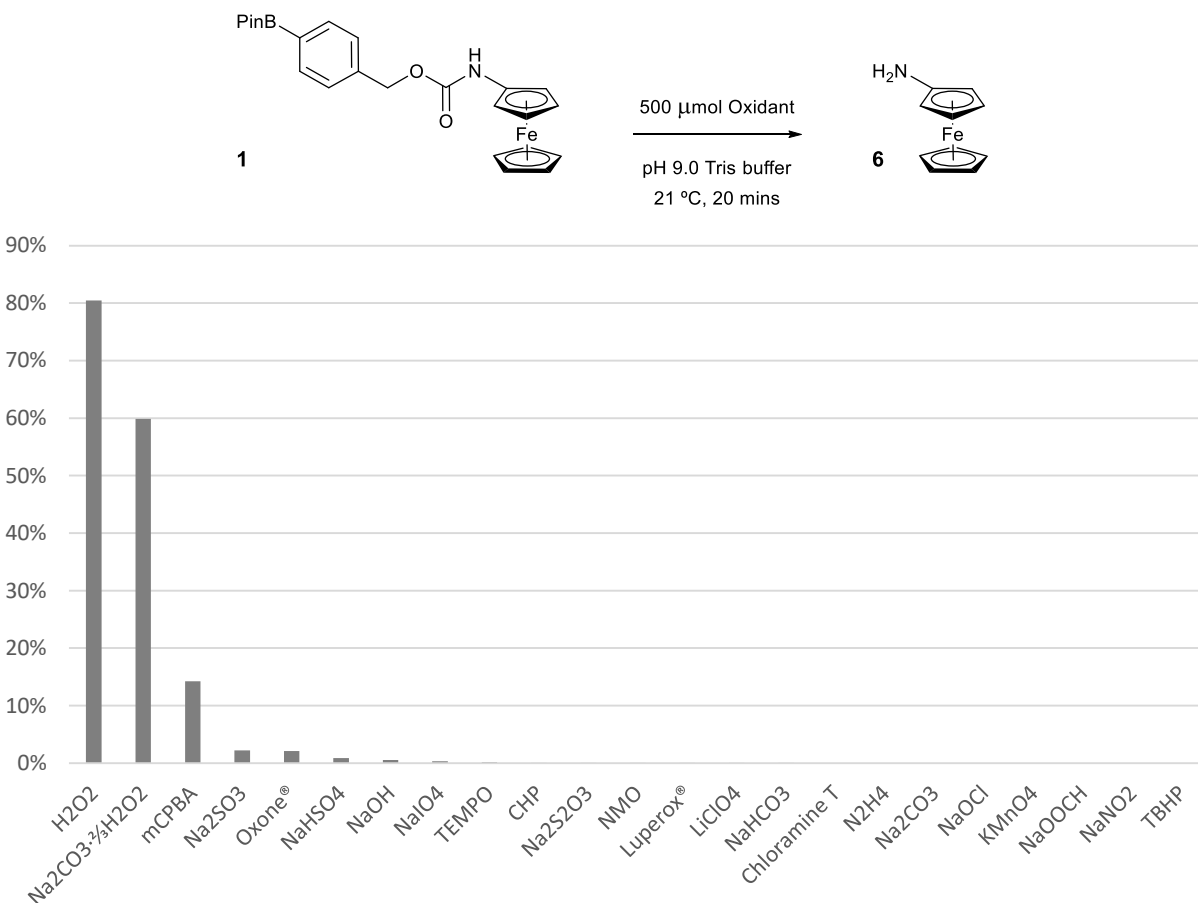 PinB
O
H
N
O
Fe
1
500 μmol Oxidant
pH 9.0 Tris buffer
21 ºC, 20 mins
H2N
Fe
6
90%
80%
70%
60%
50%
40%
30%
20%
10%
0%
H2O2
Na2CO3·⅔H2O2
mCPBA
Na2SO3
Oxone®
NaHSO4
NaOH
NaIO4
TEMPO
CHP
Na2S2O3
NMO
Luperox®
LiClO4
NaHCO3
Chloramine T
N2H4
Na2CO3
NaOCl
KMnO4
NaOOCH
NaNO2
TBHP